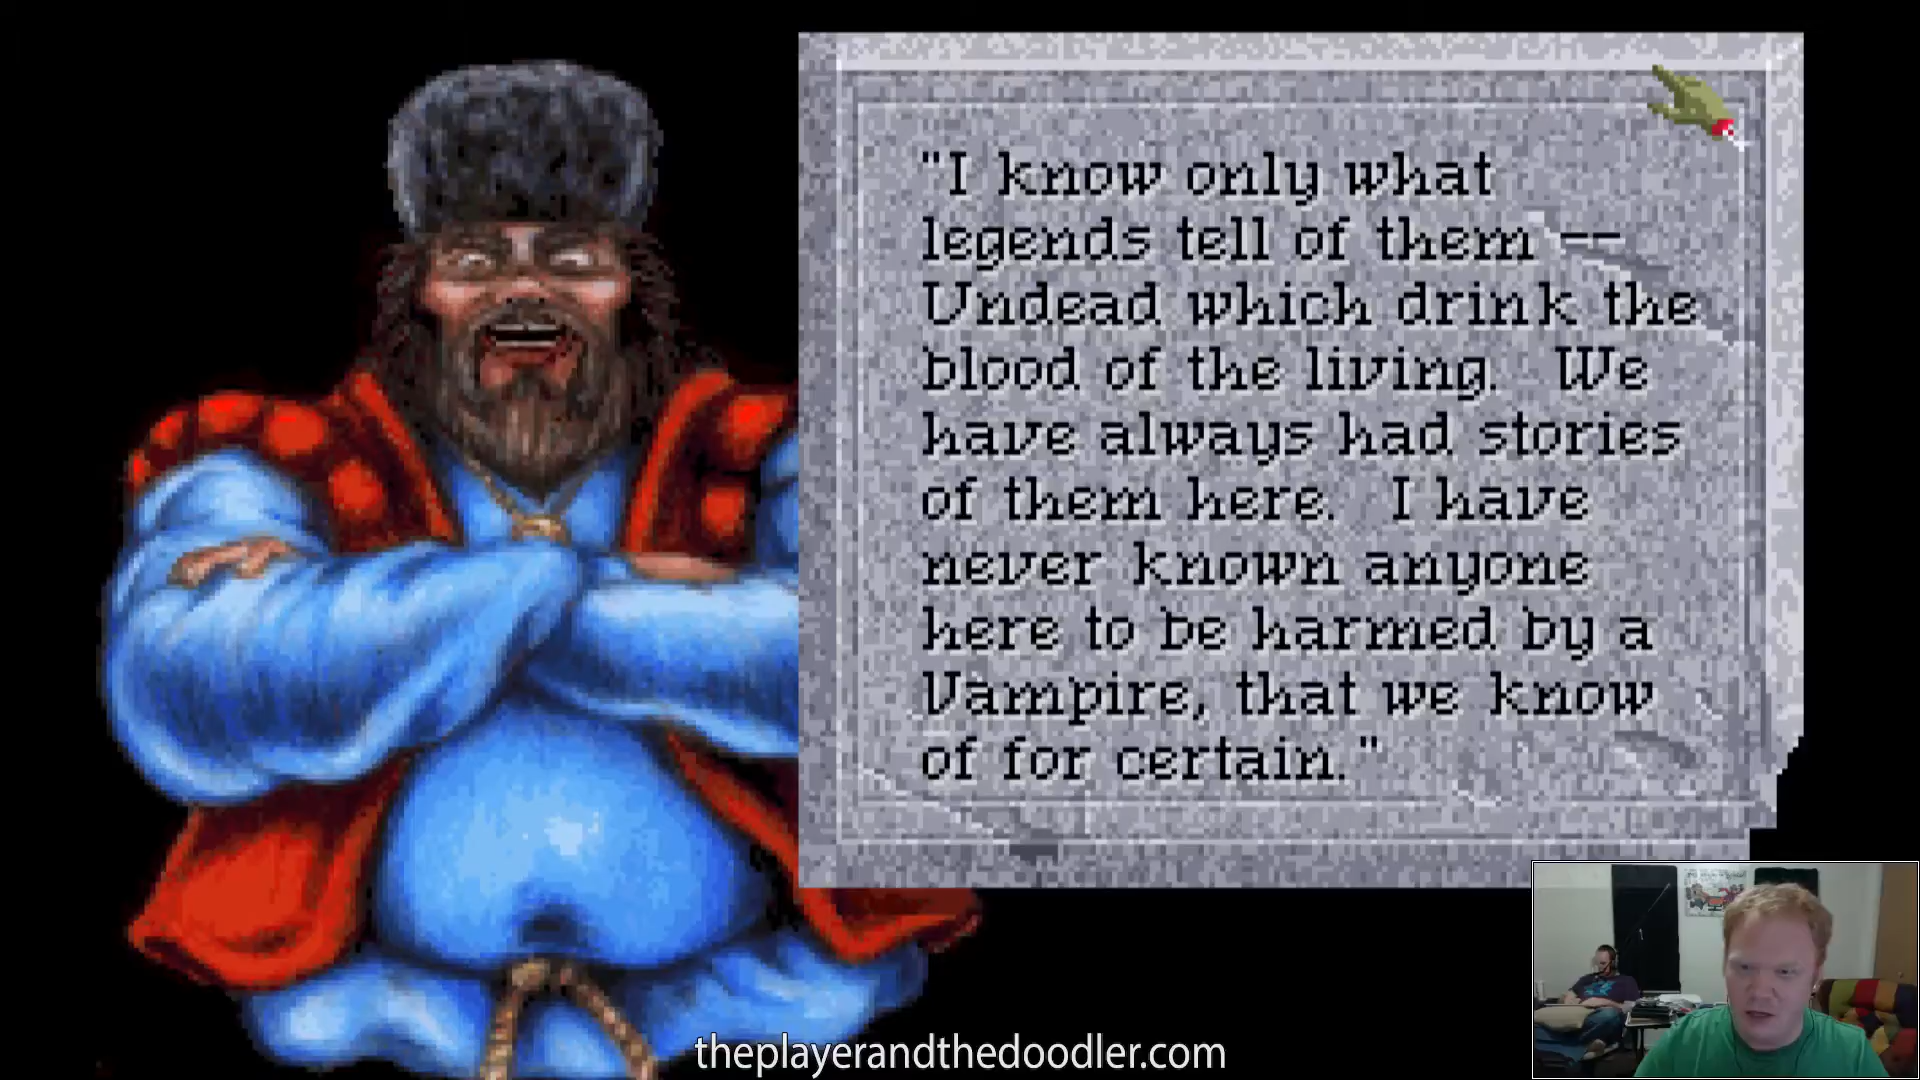 "I know only what
legends tell of them --
Undead which drink the
blood of the living.  We
have always had stories
of them here.  I have
never known anyone
here to be harmed by a
Vampire, that we know
of for certain."
theplayerandthedoodler.com